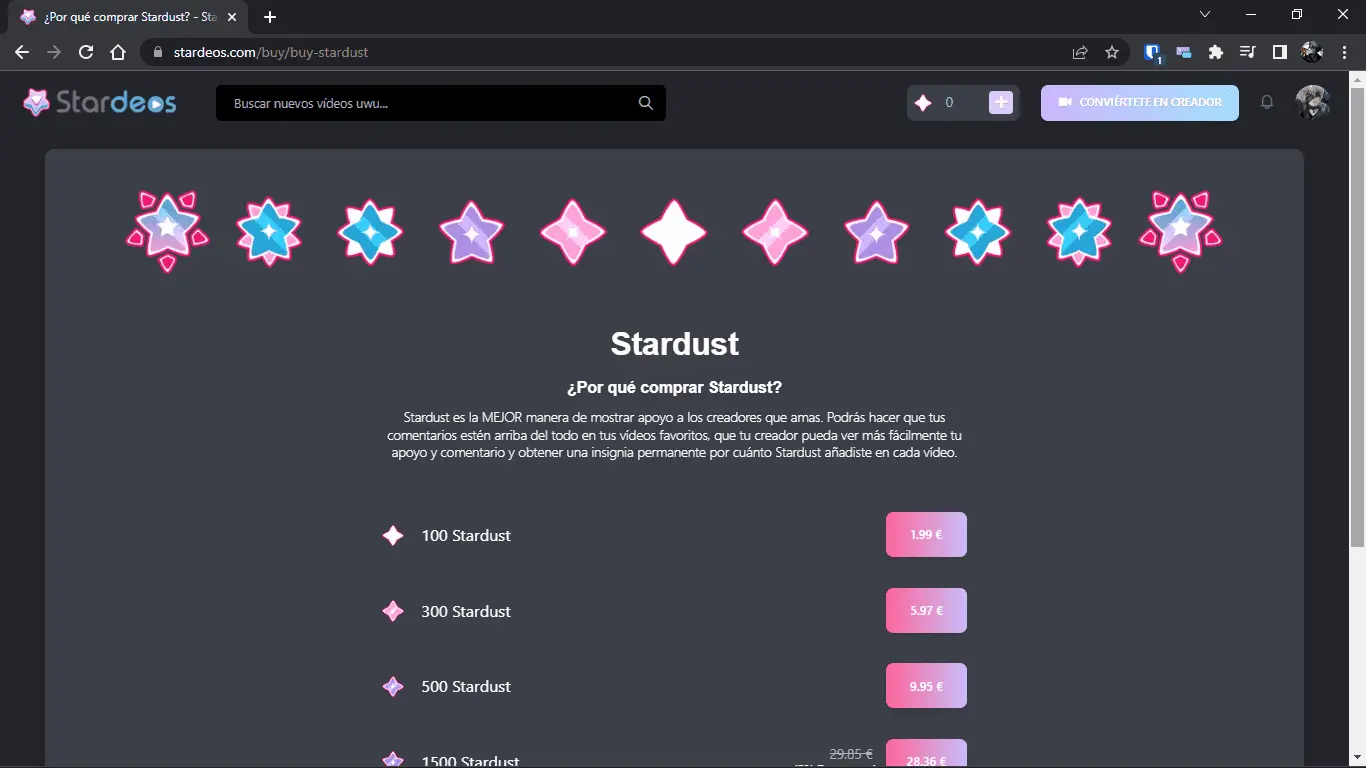 ¿Por qué comprar Stardust? - Sta
stardeos.com/buy/buy-stardust
1
Stardeos
Buscar nuevos vídeos uwu...
0
CONVIÉRTETE EN CREADOR
Stardust
¿Por qué comprar Stardust?
Stardust es la MEJOR manera de mostrar apoyo a los creadores que amas. Podrás hacer que tus
comentarios estén arriba del todo en tus vídeos favoritos, que tu creador pueda ver más fácilmente tu
apoyo y comentario y obtener una insignia permanente por cuánto Stardust añadiste en cada vídeo.
100 Stardust
1.99 €
300 Stardust
5.97 €
500 Stardust
9.95 €
1500 Stardust
29.85 €
28.36 €